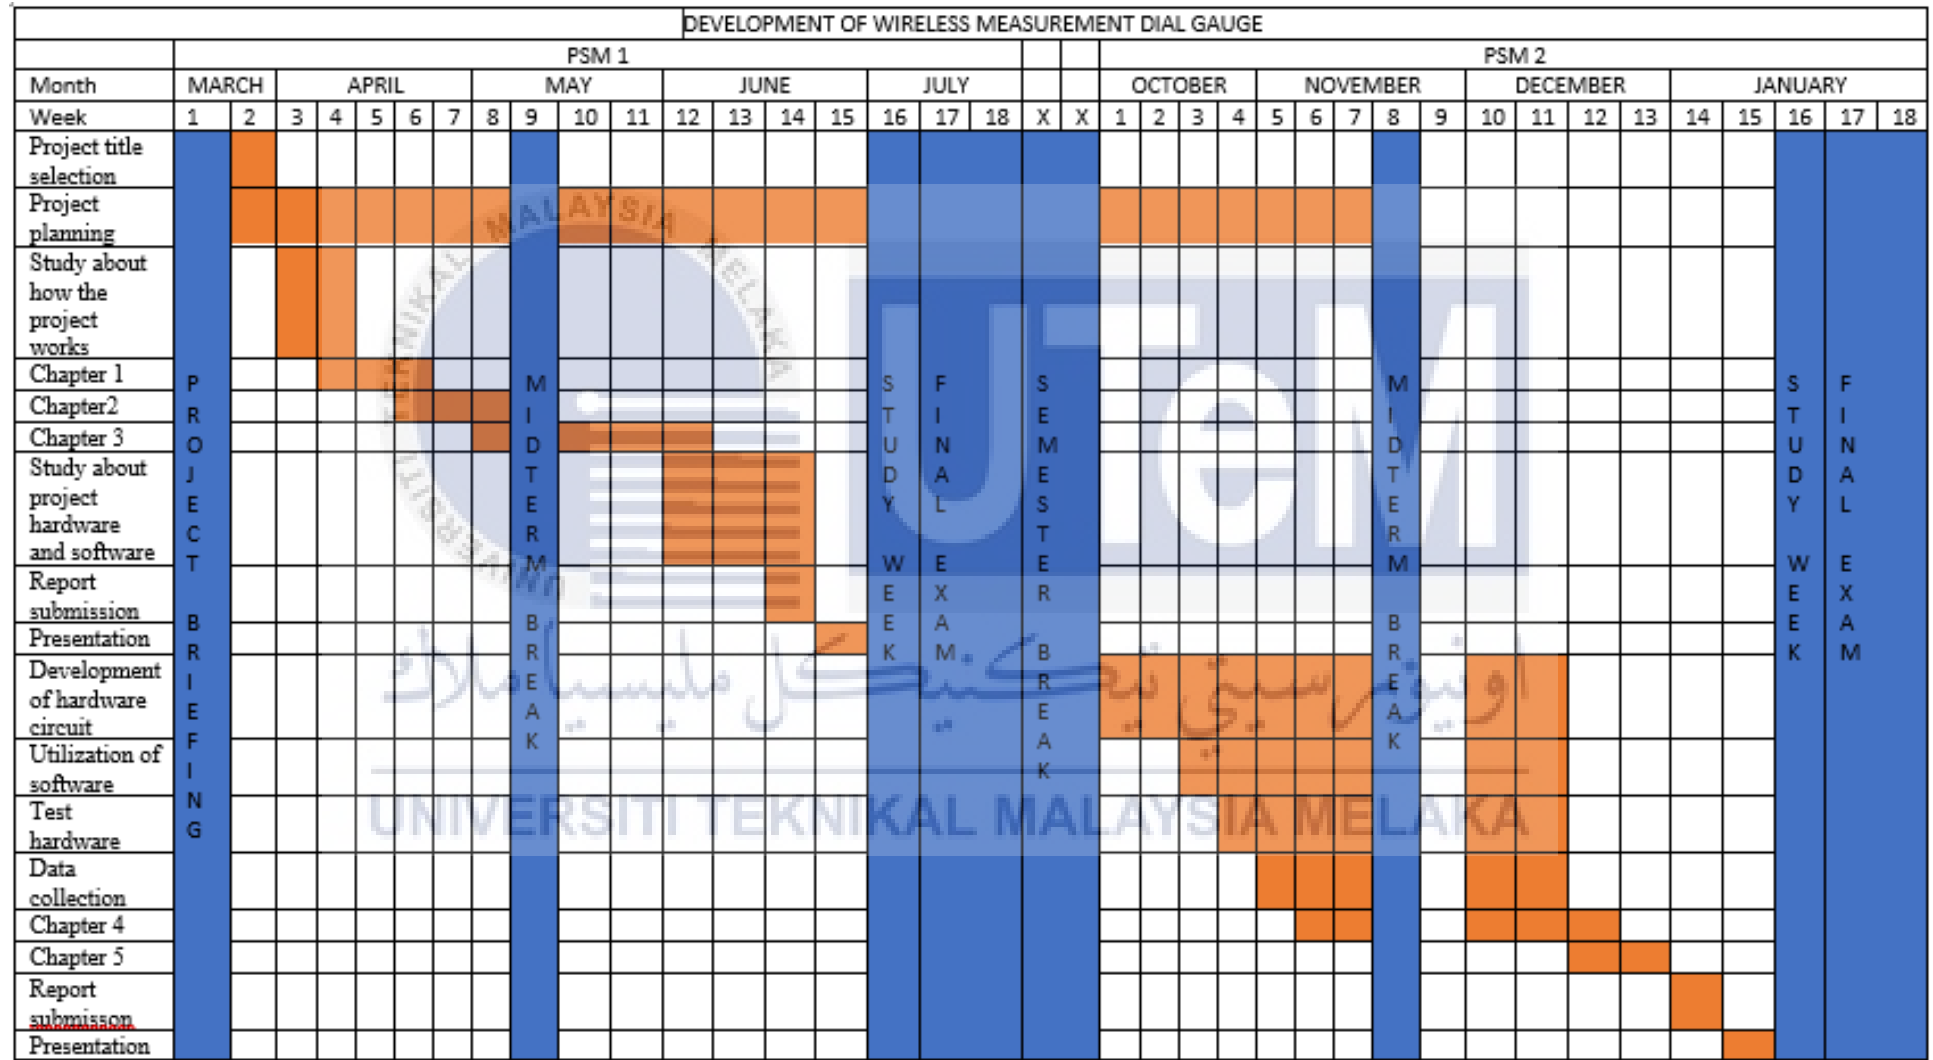 DEVELOPMENT OF WIRELESS MEASUREMENT DIAL GAUGE
PSM 1 PSM 2
Month MARCH APRIL MAY JUNE JULY OCTOBER NOVEMBER DECEMBER JANUARY
Week 1 2 3 4 5 6 7 8 9 10 11 12 13 14 15 16 17 18 X X 1 2 3 4 5 6 7 8 9 10 11 12 13 14 15 16 17 18
Project title
selection
Project
planning
Study about
how the
project
works
Chapter 1
Chapter2
Chapter 3
Study about
project
hardware
and software
Report
submission
Presentation
Development
of hardware
circuit
Utilization of
software
Test
hardware
Data
collection
Chapter 4
Chapter 5
Report
submisson
Presentation
PROJECT BRIEFING
MIDTERM BREAK
STUDY WEEK
FINAL EXAM
SEMESTER BREAK
MIDTERM BREAK
STUDY WEEK
FINAL EXAM
UNIVERSITI TEKNIKAL MALAYSIA MELAKA
UTeM
اونيۏرسيتي تيكنيكل مليسيا ملاك
UNIVERSITI TEKNIKAL MALAYSIA MELAKA